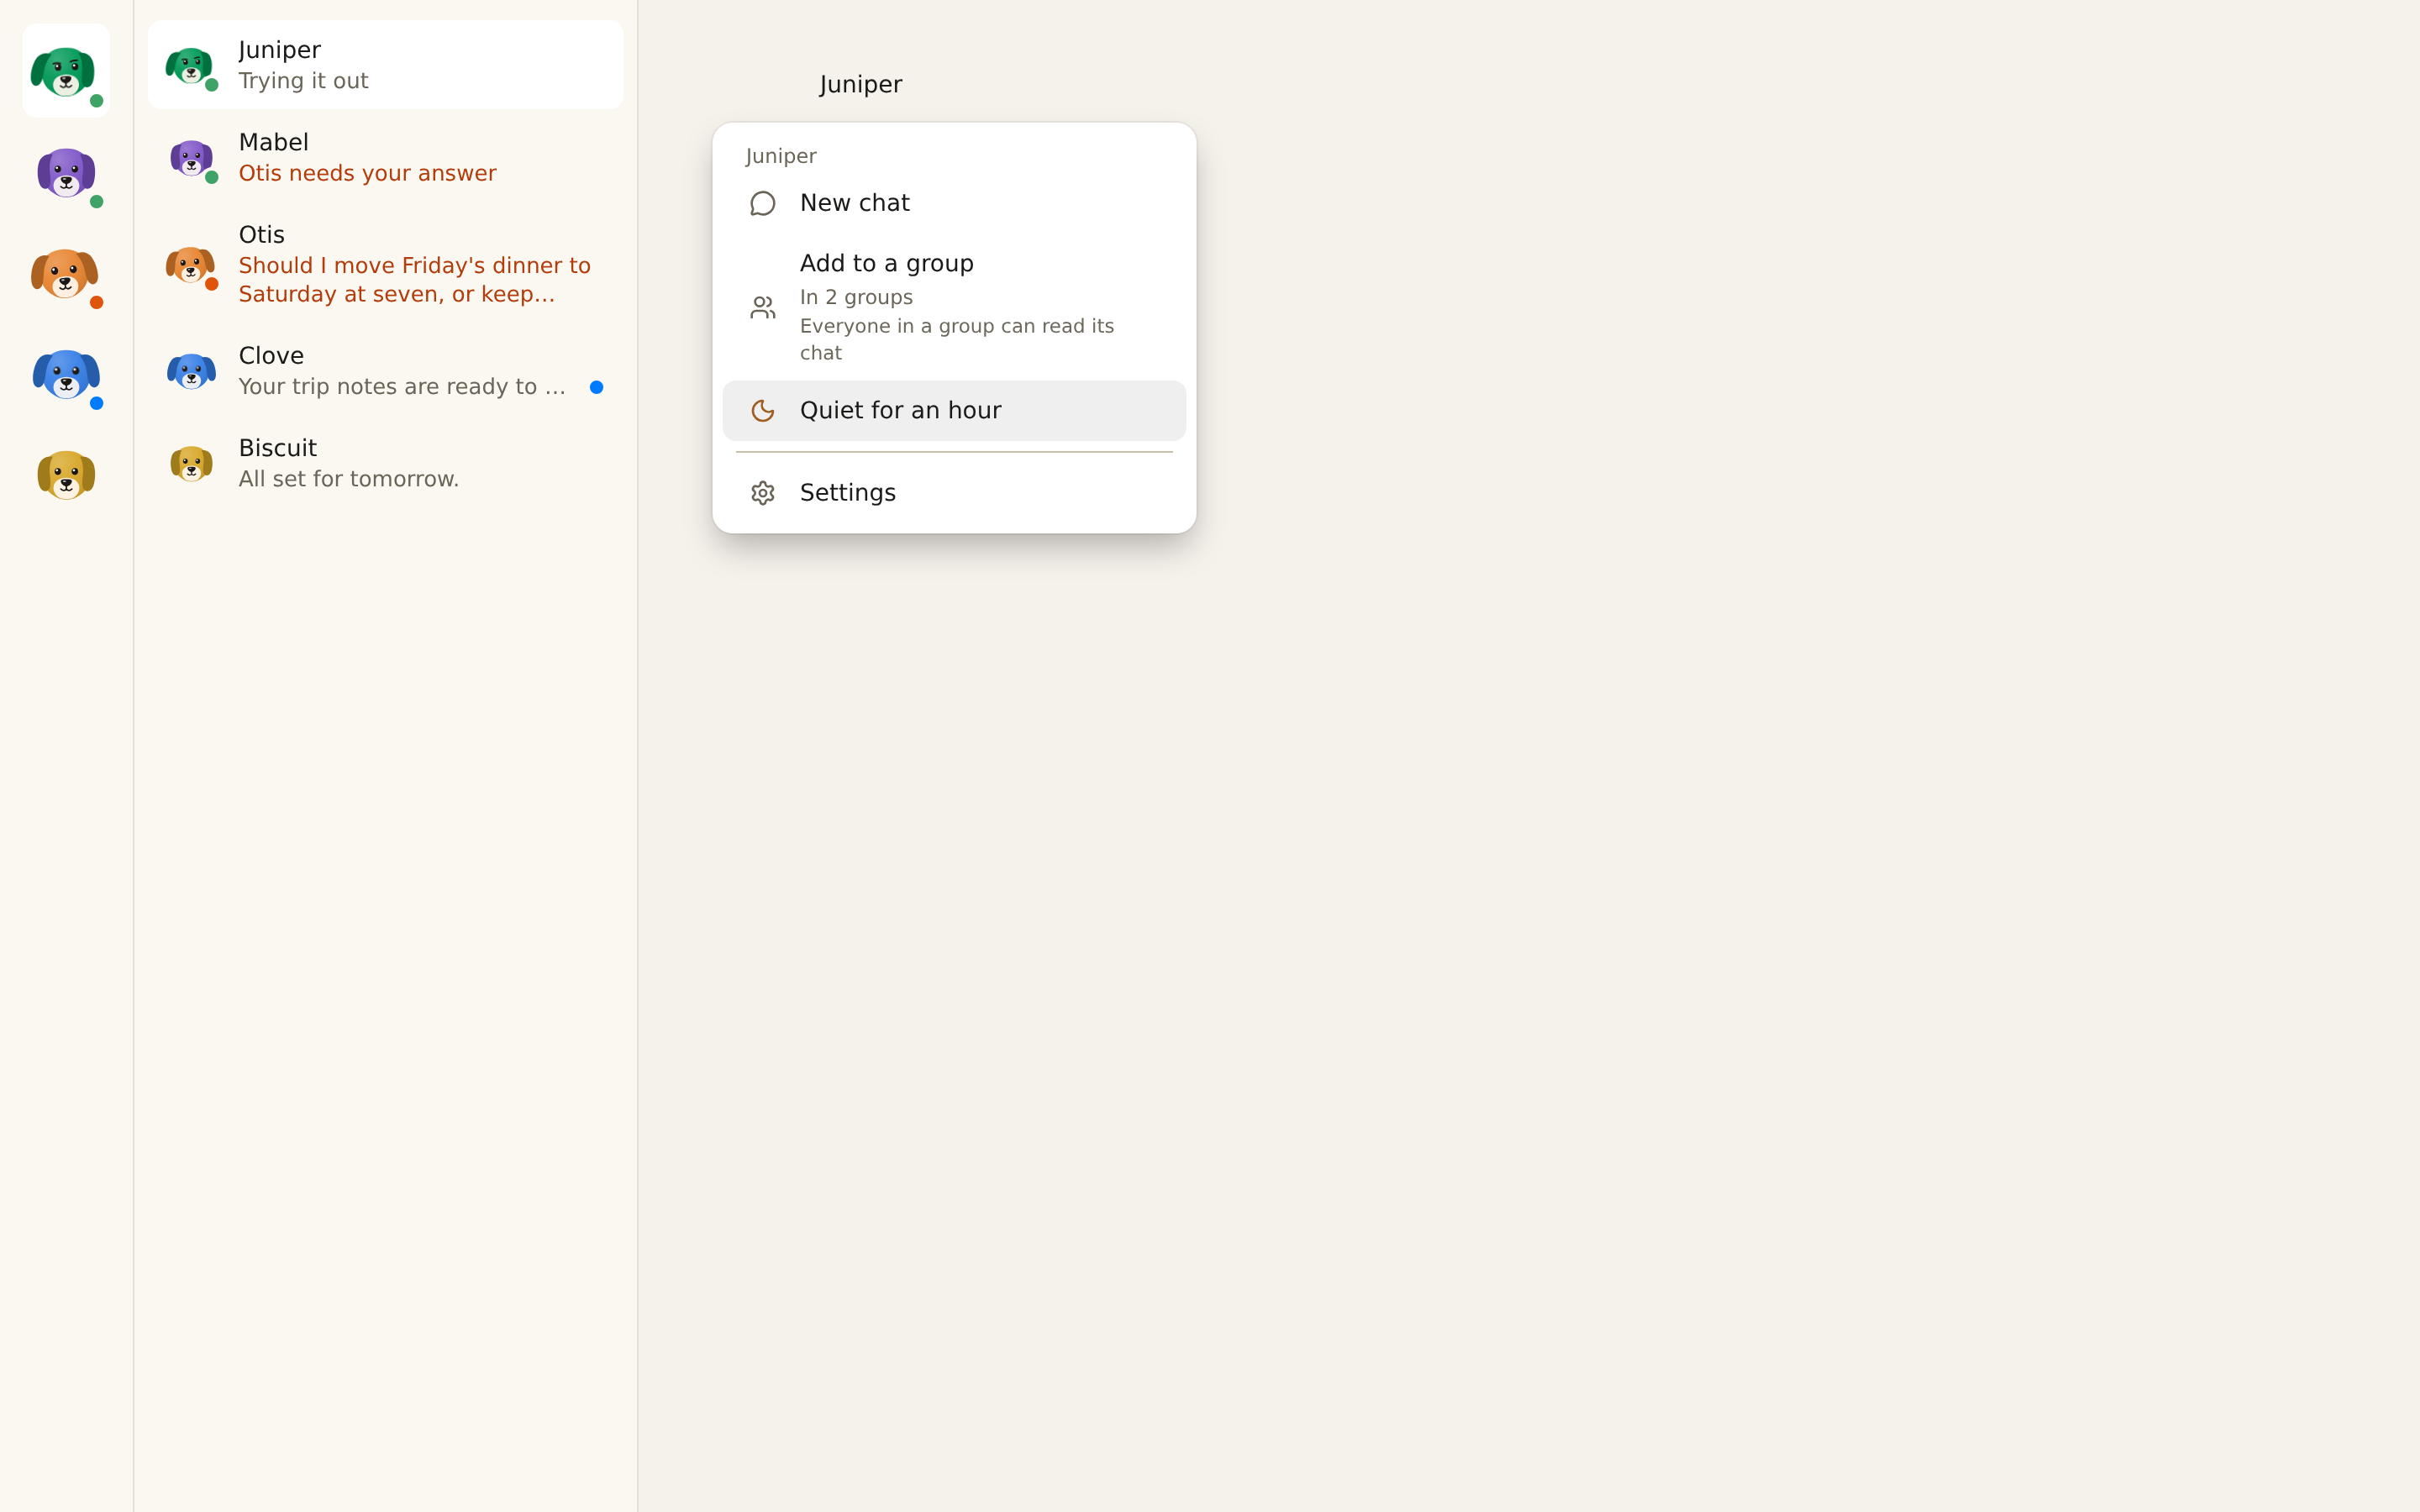 Juniper
Trying it out
Mabel
Otis needs your answer
Otis
Should I move Friday's dinner to
Saturday at seven, or keep…
Clove
Your trip notes are ready to …
Biscuit
All set for tomorrow.
Juniper
Juniper
New chat
Add to a group
In 2 groups
Everyone in a group can read its
chat
Quiet for an hour
Settings